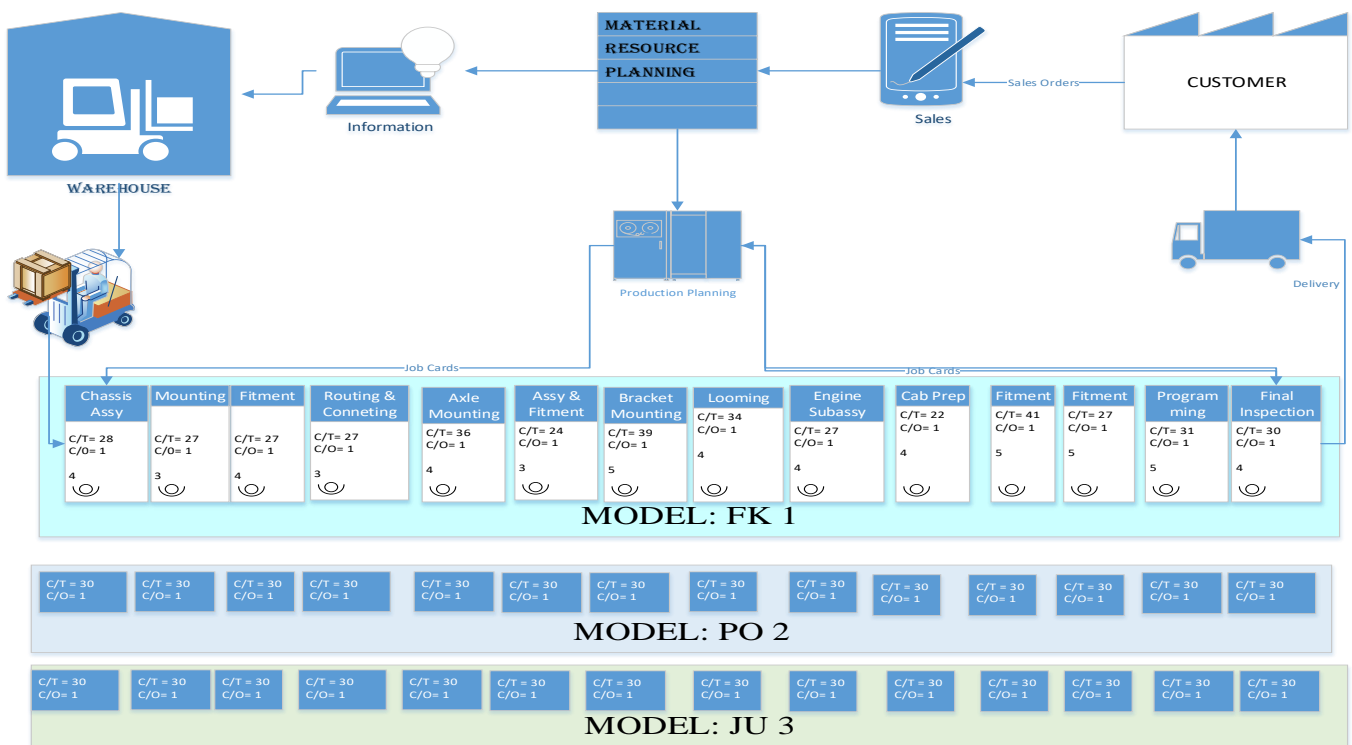 MATERIAL
RESOURCE
PLANNING
Sales Orders
CUSTOMER
Sales
Information
WAREHOUSE
Production Planning
Delivery
Job Cards
Job Cards
Chassis
Assy
C/T= 28
C/0= 1
4
Mounting
C/T= 27
C/0= 1
3
Fitment
C/T= 27
C/O= 1
4
Routing &
Conneting
C/T= 27
C/O= 1
3
Axle
Mounting
C/T= 36
C/O= 1
4
Assy &
Fitment
C/T= 24
C/O= 1
3
Bracket
Mounting
C/T= 39
C/O= 1
5
Looming
C/T= 34
C/O= 1
4
Engine
Subassy
C/T= 27
C/O= 1
4
Cab Prep
C/T= 22
C/O= 1
4
Fitment
C/T= 41
C/O= 1
5
Fitment
C/T= 27
C/O= 1
5
Program
ming
C/T= 31
C/O= 1
5
Final
Inspection
C/T= 30
C/O= 1
4
MODEL: FK 1
C/T = 30
C/O= 1
C/T = 30
C/O= 1
C/T = 30
C/O= 1
C/T = 30
C/O= 1
C/T = 30
C/O= 1
C/T = 30
C/O= 1
C/T = 30
C/O= 1
C/T = 30
C/O= 1
C/T = 30
C/O= 1
C/T = 30
C/O= 1
C/T = 30
C/O= 1
C/T = 30
C/O= 1
C/T = 30
C/O= 1
C/T = 30
C/O= 1
MODEL: PO 2
C/T = 30
C/O= 1
C/T = 30
C/O= 1
C/T = 30
C/O= 1
C/T = 30
C/O= 1
C/T = 30
C/O= 1
C/T = 30
C/O= 1
C/T = 30
C/O= 1
C/T = 30
C/O= 1
C/T = 30
C/O= 1
C/T = 30
C/O= 1
C/T = 30
C/O= 1
C/T = 30
C/O= 1
C/T = 30
C/O= 1
C/T = 30
C/O= 1
MODEL: JU 3